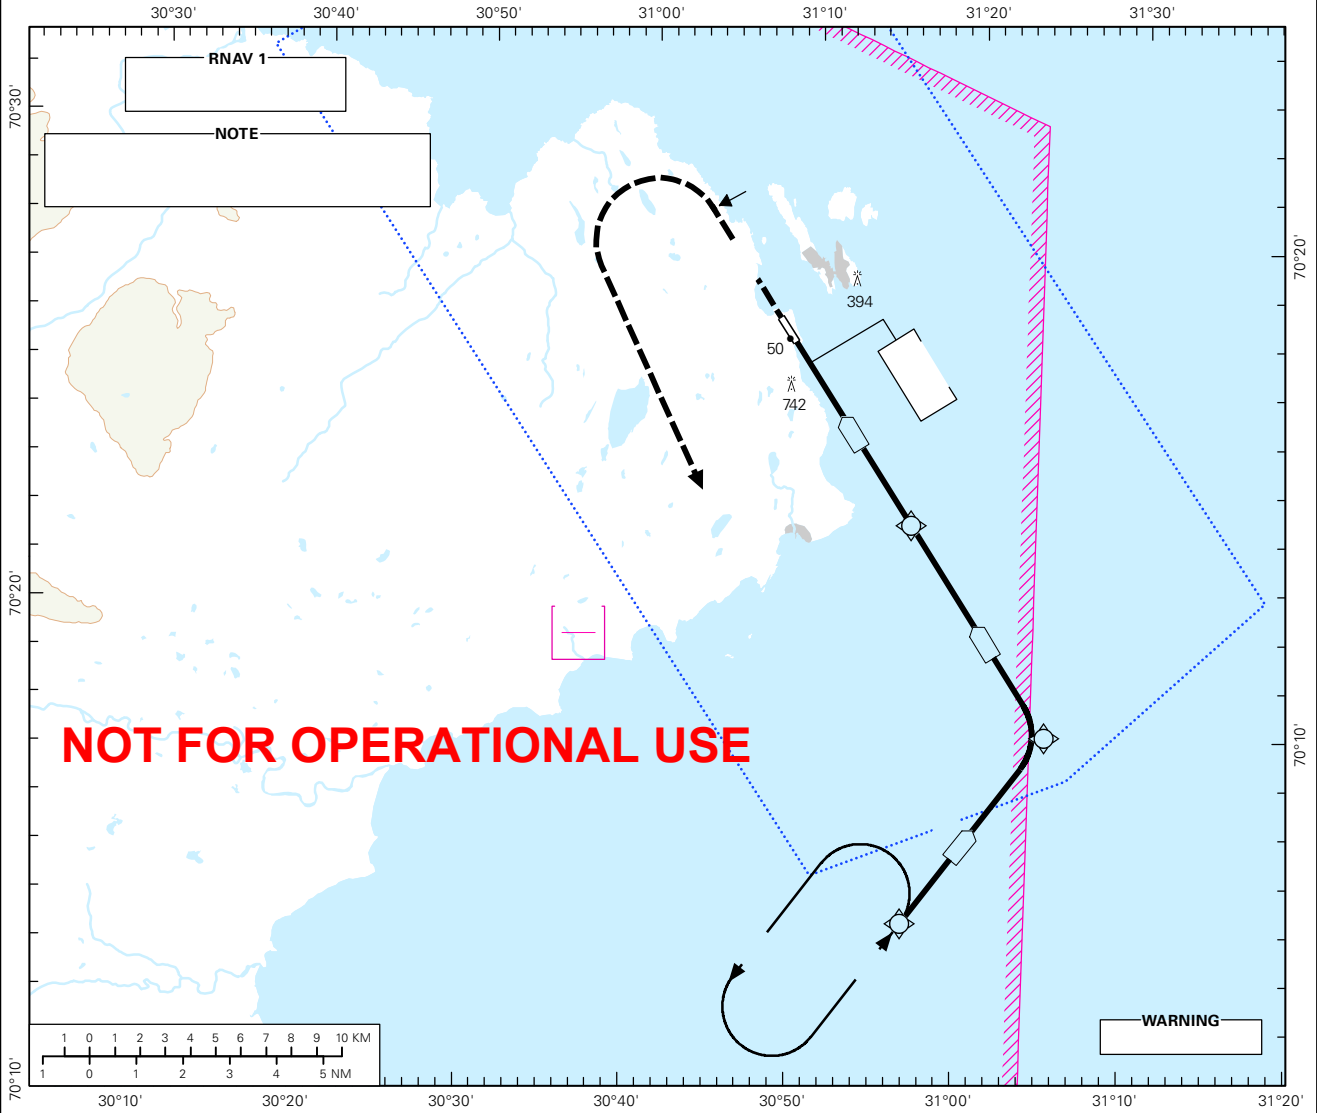 30°30' 30°40' 30°50' 31°00' 31°10' 31°20' 31°30'
RNAV 1
70°30'
NOTE
70°20'
394
50
742
70°20'
NOT FOR OPERATIONAL USE
70°10'
WARNING
1 0 1 2 3 4 5 6 7 8 9 10 KM
1 0 1 2 3 4 5 NM
70°10'
30°10' 30°20' 30°30' 30°40' 30°50' 31°00' 31°10' 31°20'